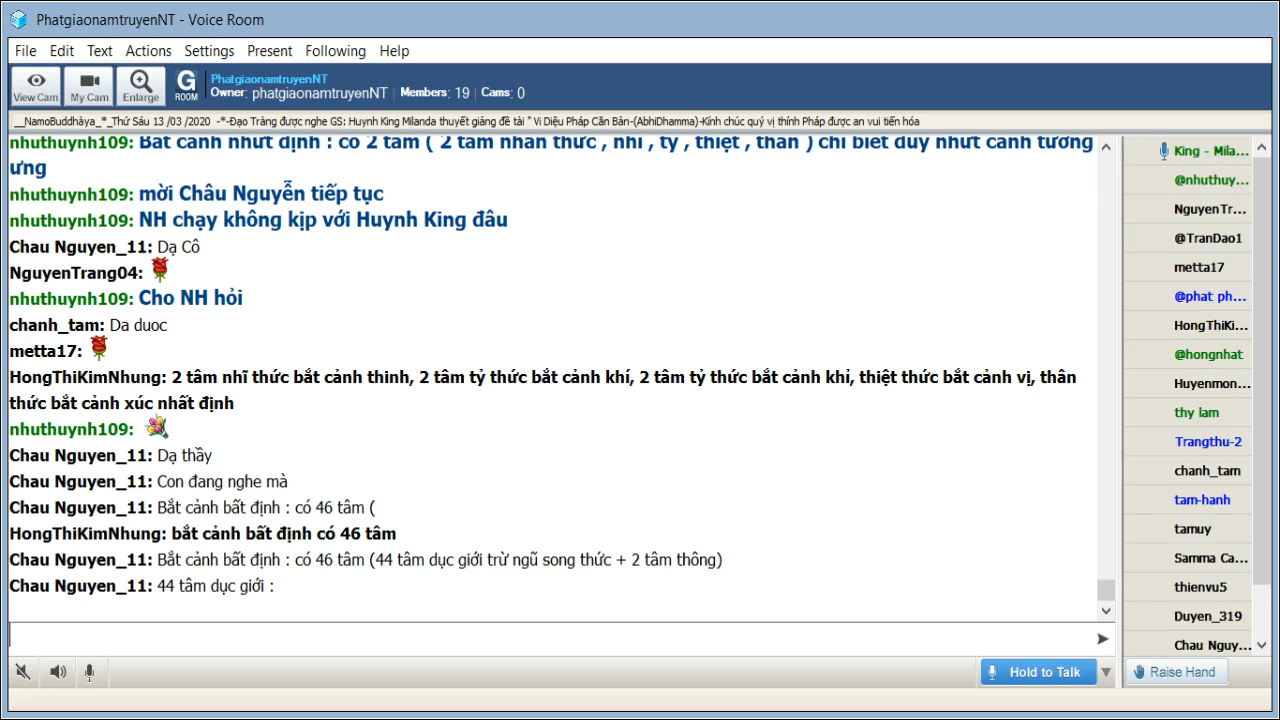 PhatgiaonamtruyenNT - Voice Room
File Edit Text Actions Settings Present Following Help
View Cam My Cam Enlarge G ROOM
PhatgiaonamtruyenNT
Owner: phatgiaonamtruyenNT Members: 19 Cams: 0
__NamoBuddhàya_*_Thứ Sáu 13 /03 /2020 -*-Đạo Tràng được nghe GS: Huynh King Milanda thuyết giảng đề tài " Vi Diệu Pháp Căn Bản-(AbhiDhamma)-Kính chúc quý vị thính Pháp được an vui tiến hóa
nhuthuynh109: Bắt cảnh nhứt định : có 2 tâm ( 2 tâm nhãn thức , nhĩ , tỷ , thiệt , thân ) chỉ biết duy nhứt cảnh tương
ưng
nhuthuynh109: mời Châu Nguyễn tiếp tục
nhuthuynh109: NH chạy không kịp với Huynh King đâu
Chau Nguyen_11: Dạ Cô
NguyenTrang04:
nhuthuynh109: Cho NH hỏi
chanh_tam: Da duoc
metta17:
HongThiKimNhung: 2 tâm nhĩ thức bắt cảnh thinh, 2 tâm tỷ thức bắt cảnh khí, 2 tâm tỷ thức bắt cảnh khỉ, thiệt thức bắt cảnh vị, thân
thức bắt cảnh xúc nhất định
nhuthuynh109:
Chau Nguyen_11: Dạ thầy
Chau Nguyen_11: Con đang nghe mà
Chau Nguyen_11: Bắt cảnh bất định : có 46 tâm (
HongThiKimNhung: bắt cảnh bất định có 46 tâm
Chau Nguyen_11: Bắt cảnh bất định : có 46 tâm (44 tâm dục giới trừ ngũ song thức + 2 tâm thông)
Chau Nguyen_11: 44 tâm dục giới :
King - Mila...
@nhuthuy...
NguyenTr...
@TranDao1
metta17
@phat ph...
HongThiKi...
@hongnhat
Huyenmon...
thy lam
Trangthu-2
chanh_tam
tam-hanh
tamuy
Samma Ca...
thienvu5
Duyen_319
Chau Nguy...
Hold to Talk
Raise Hand